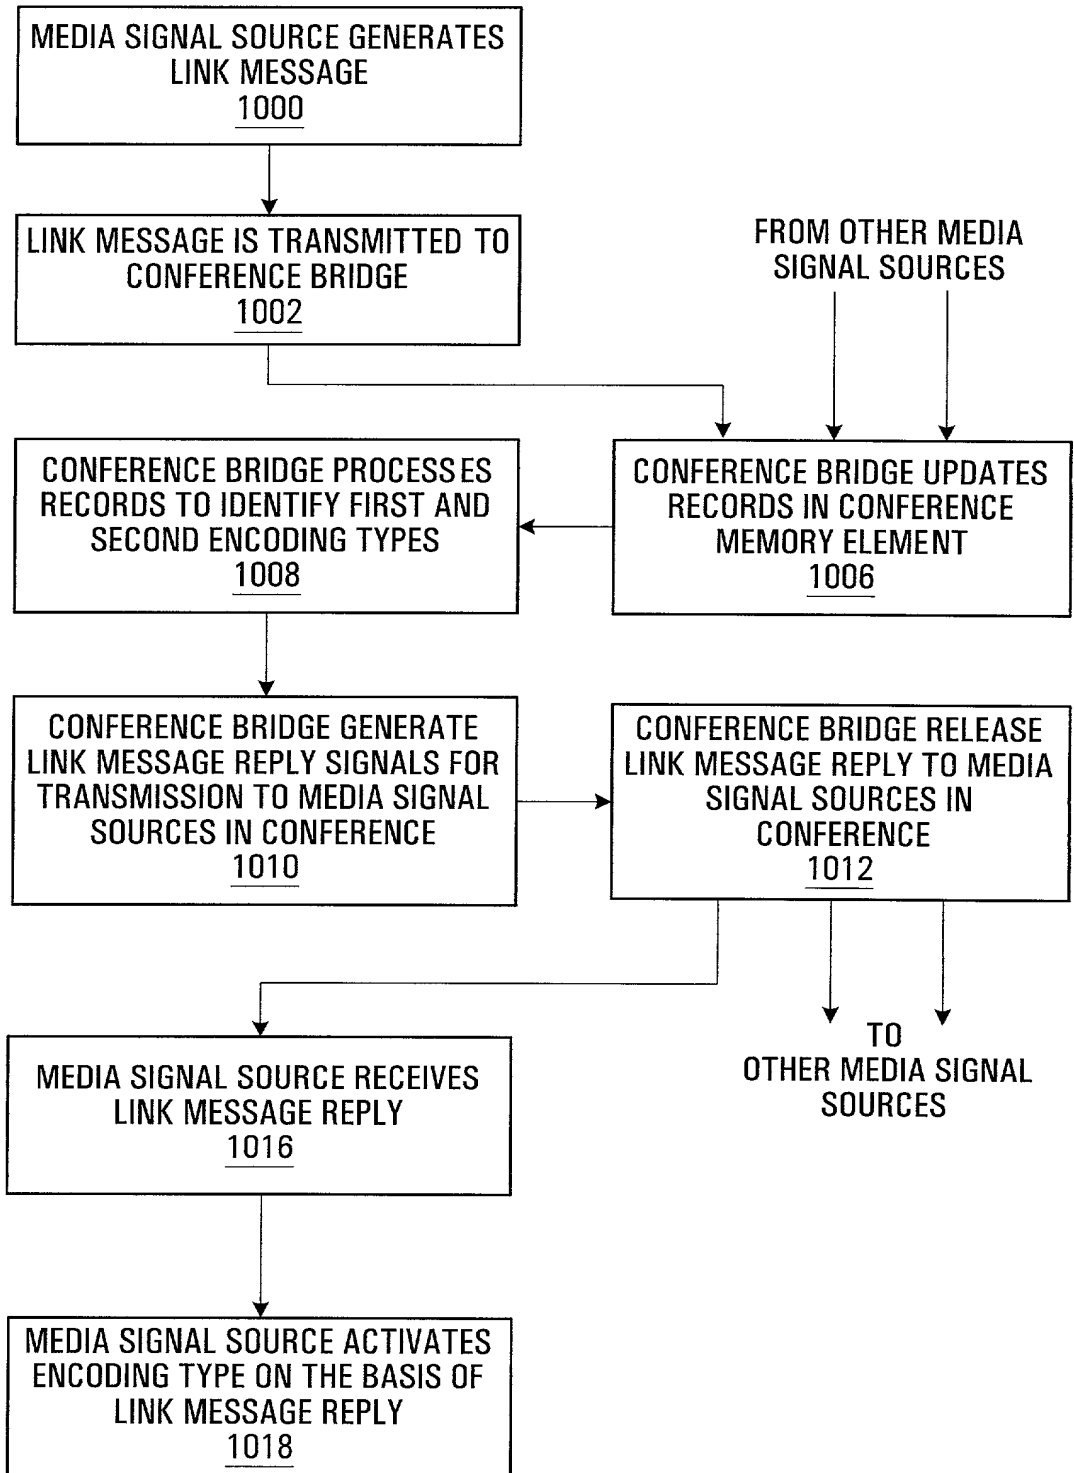 MEDIA SIGNAL SOURCE GENERATES
LINK MESSAGE
1000
LINK MESSAGE IS TRANSMITTED TO
CONFERENCE BRIDGE
1002
FROM OTHER MEDIA
SIGNAL SOURCES
CONFERENCE BRIDGE UPDATES
RECORDS IN CONFERENCE
MEMORY ELEMENT
1006
CONFERENCE BRIDGE PROCESSES
RECORDS TO IDENTIFY FIRST AND
SECOND ENCODING TYPES
1008
CONFERENCE BRIDGE GENERATE
LINK MESSAGE REPLY SIGNALS FOR
TRANSMISSION TO MEDIA SIGNAL
SOURCES IN CONFERENCE
1010
CONFERENCE BRIDGE RELEASE
LINK MESSAGE REPLY TO MEDIA
SIGNAL SOURCES IN
CONFERENCE
1012
TO
OTHER MEDIA SIGNAL
SOURCES
MEDIA SIGNAL SOURCE RECEIVES
LINK MESSAGE REPLY
1016
MEDIA SIGNAL SOURCE ACTIVATES
ENCODING TYPE ON THE BASIS OF
LINK MESSAGE REPLY
1018